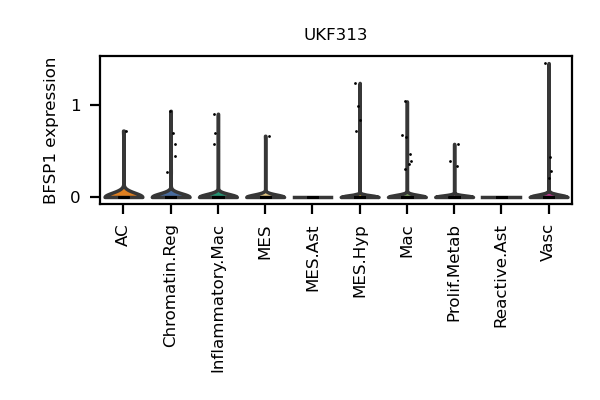 UKF313
BFSP1 expression
1
0
AC
Chromatin.Reg
Inflammatory.Mac
MES
MES.Ast
MES.Hyp
Mac
Prolif.Metab
Reactive.Ast
Vasc